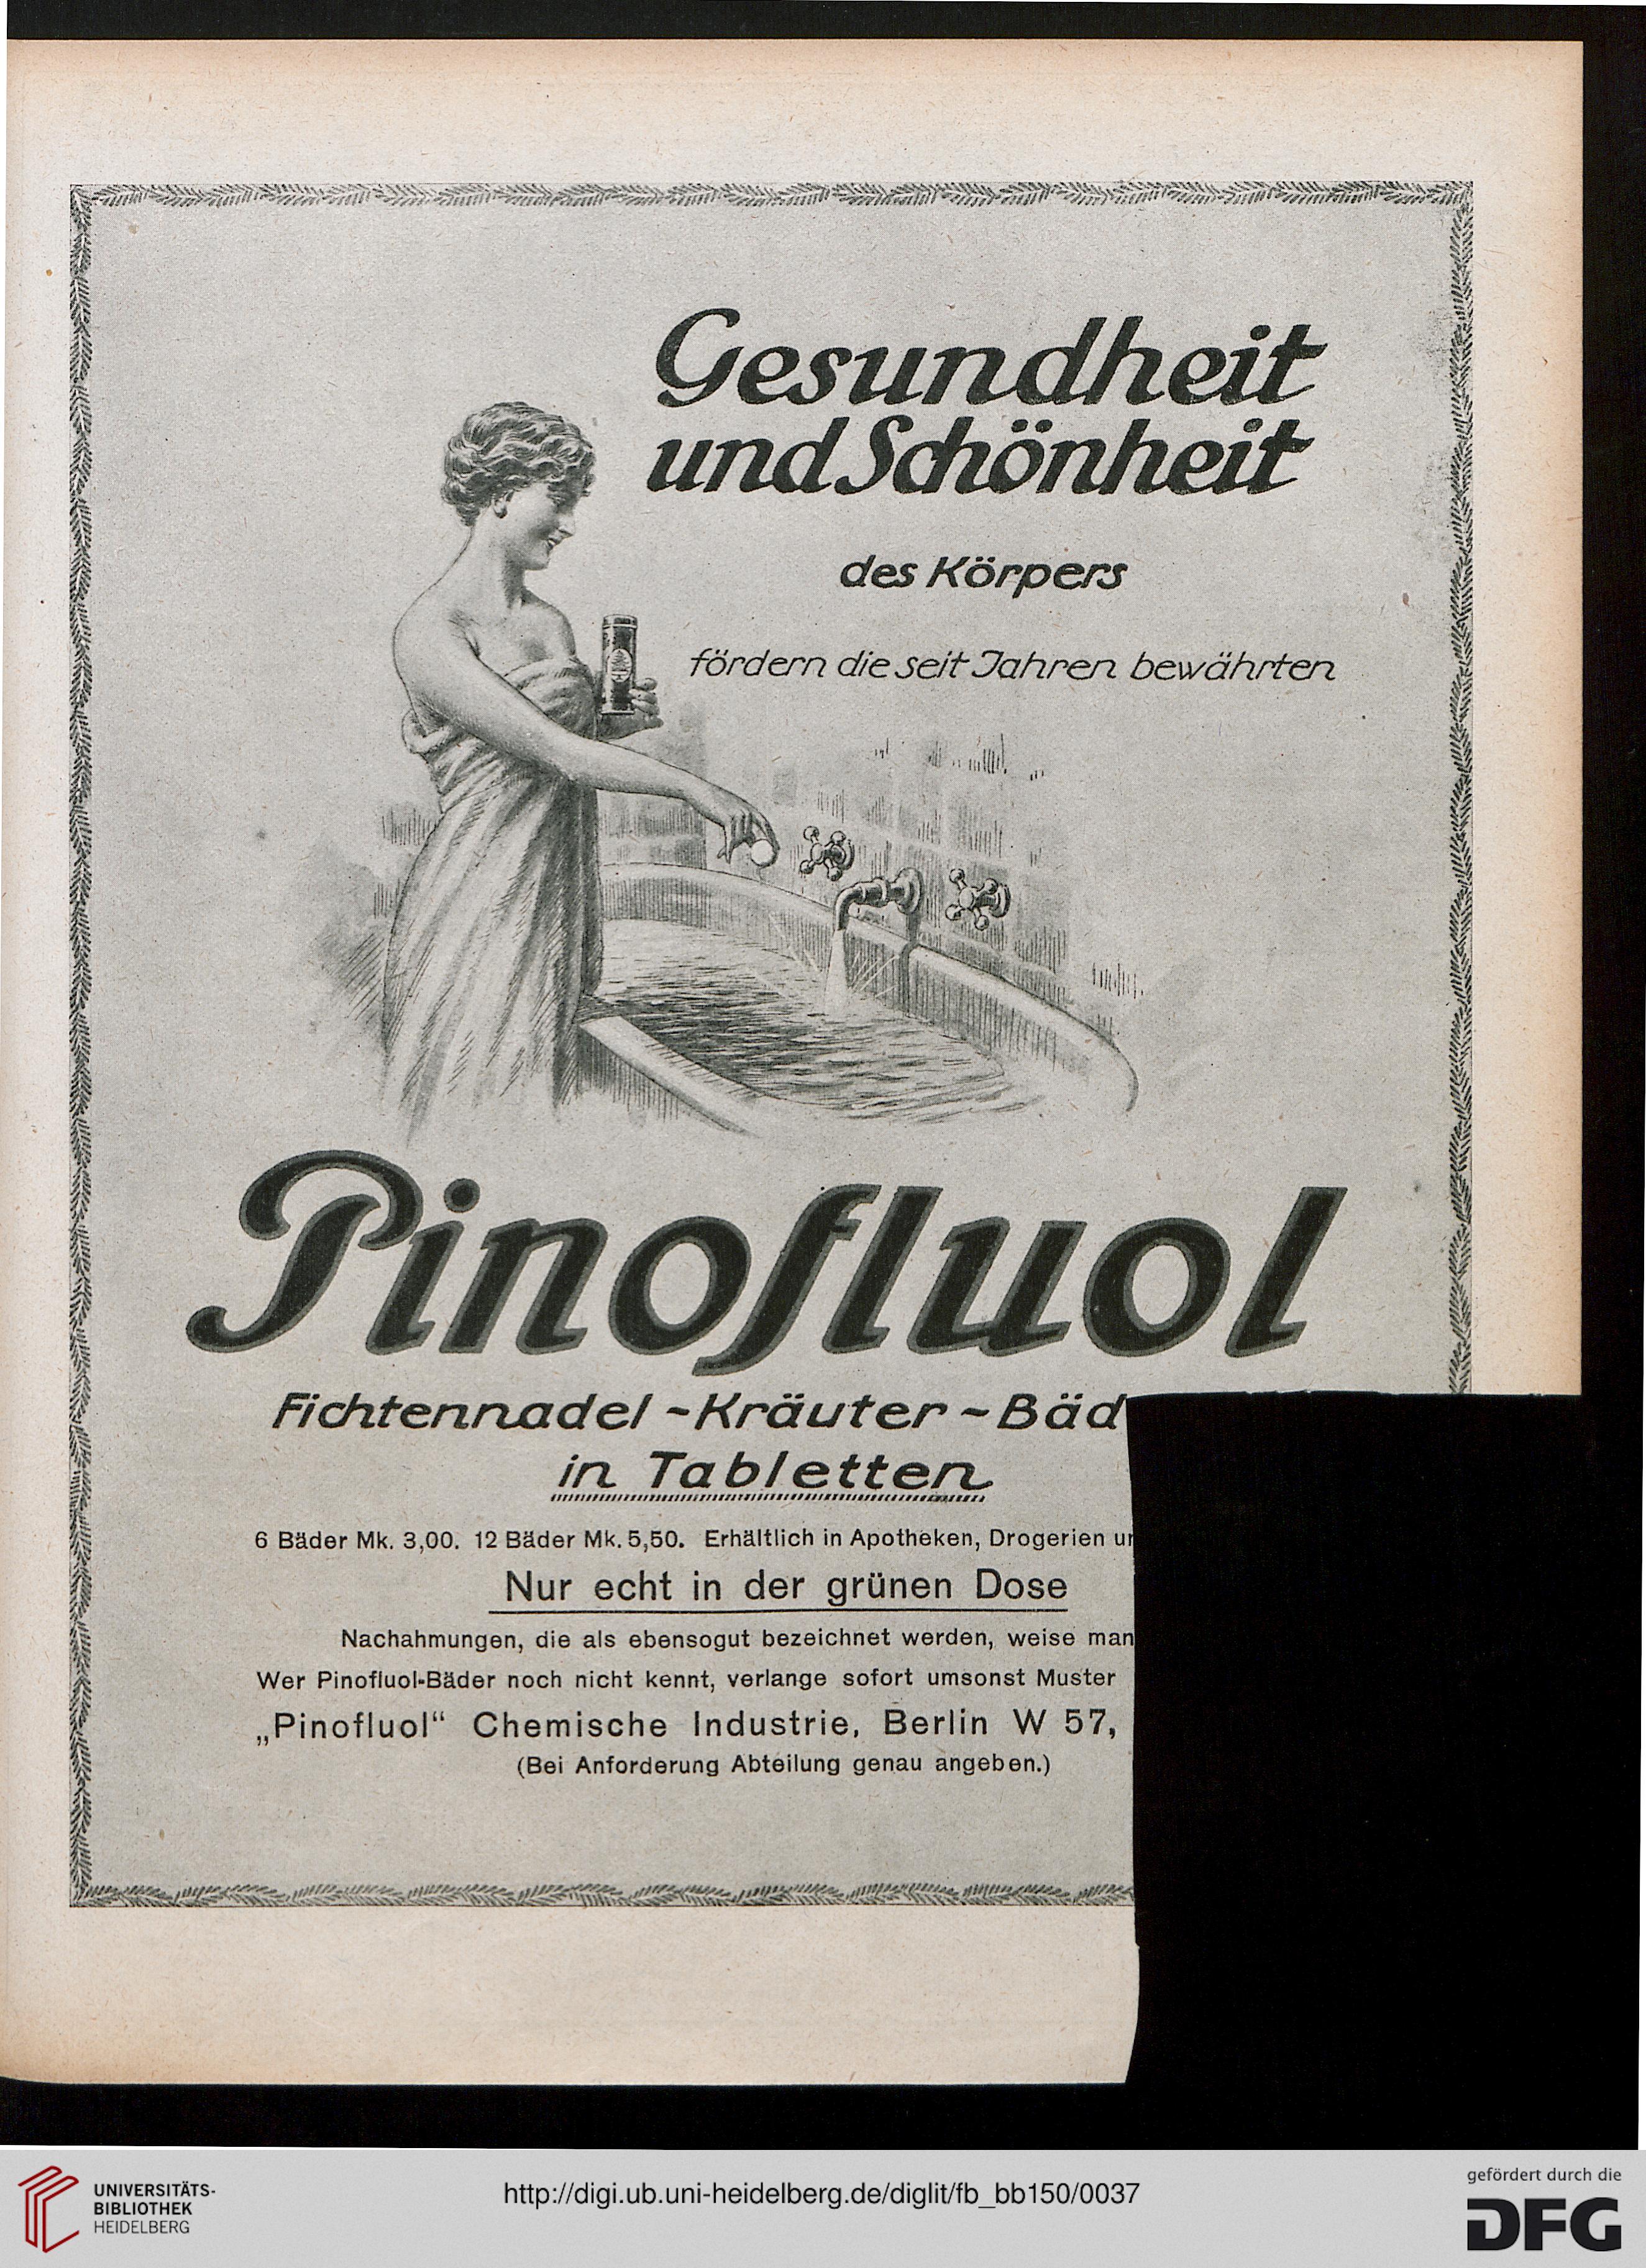 Gesundheit
und Schönheit
des Körpers
fördern die seit Jahren bewährten
Pinofluol
Fichtennadel-Kräuter-Bäd
in Tabletten
6 Bäder Mk. 3,00. 12 Bäder Mk. 5,50. Erhältlich in Apotheken, Drogerien
Nur echt in der grünen Dose
Nachahmungen, die als ebensogut bezeichnet werden, weise man
Wer Pinofluol-Bäder noch nicht kennt, verlange sofort umsonst Muster
„Pinofluol“ Chemische Industrie, Berlin W 57,
(Bei Anforderung Abteilung genau angeben.)
UNIVERSITÄTS-
BIBLIOTHEK
HEIDELBERG
http://digi.ub.uni-heidelberg.de/diglit/fb_bb150/0037
gefördert durch die
DFG